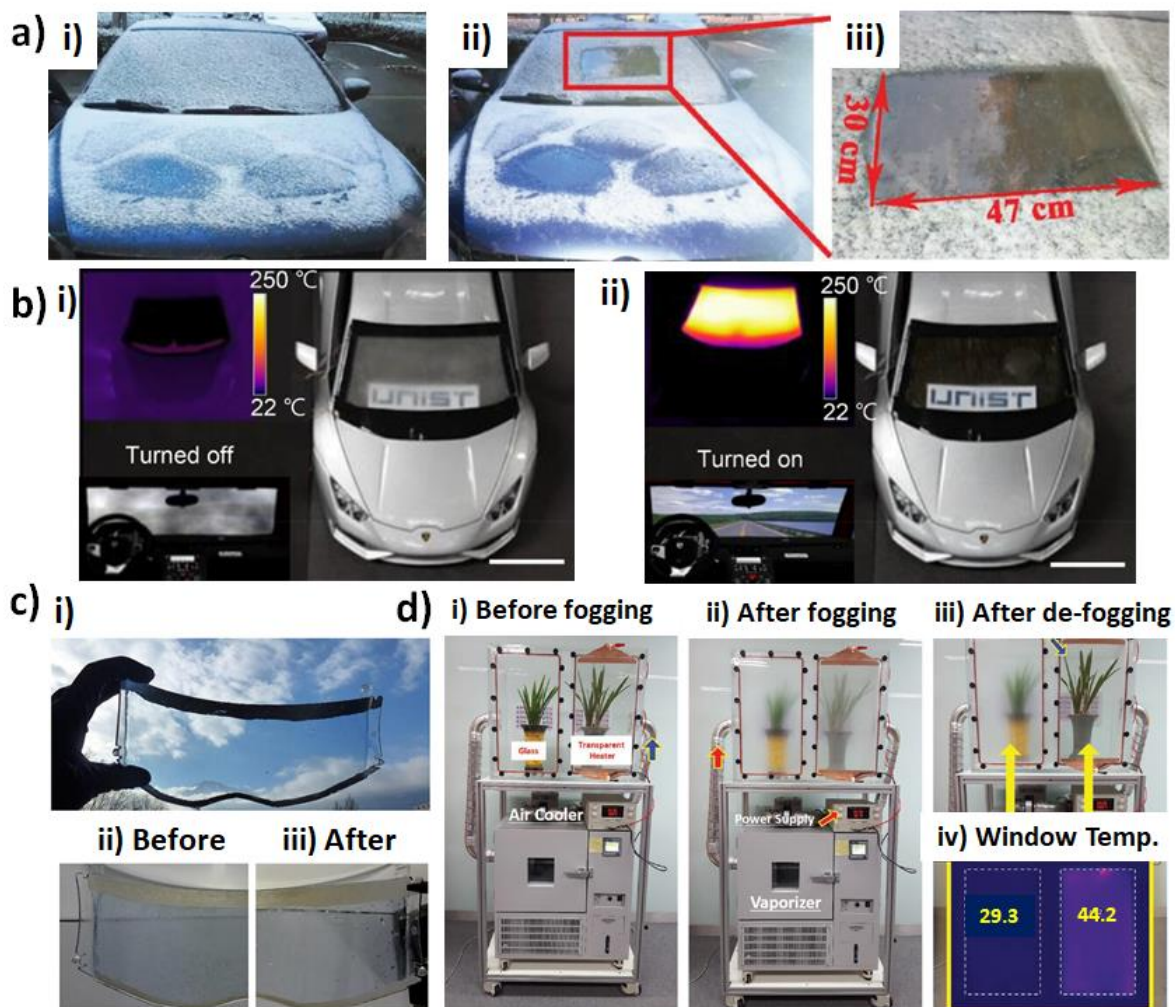 a)
i)
ii)
iii)
30 cm
47 cm
b)
i)
250 ℃
22 ℃
UNIST
Turned off
ii)
250 ℃
22 ℃
UNIST
Turned on
c)
i)
ii) Before
iii) After
d)
i) Before fogging
Glass
Transparent
Heater
Air Cooler
ii) After fogging
Power Supply
Vaporizer
iii) After de-fogging
iv) Window Temp.
29.3
44.2